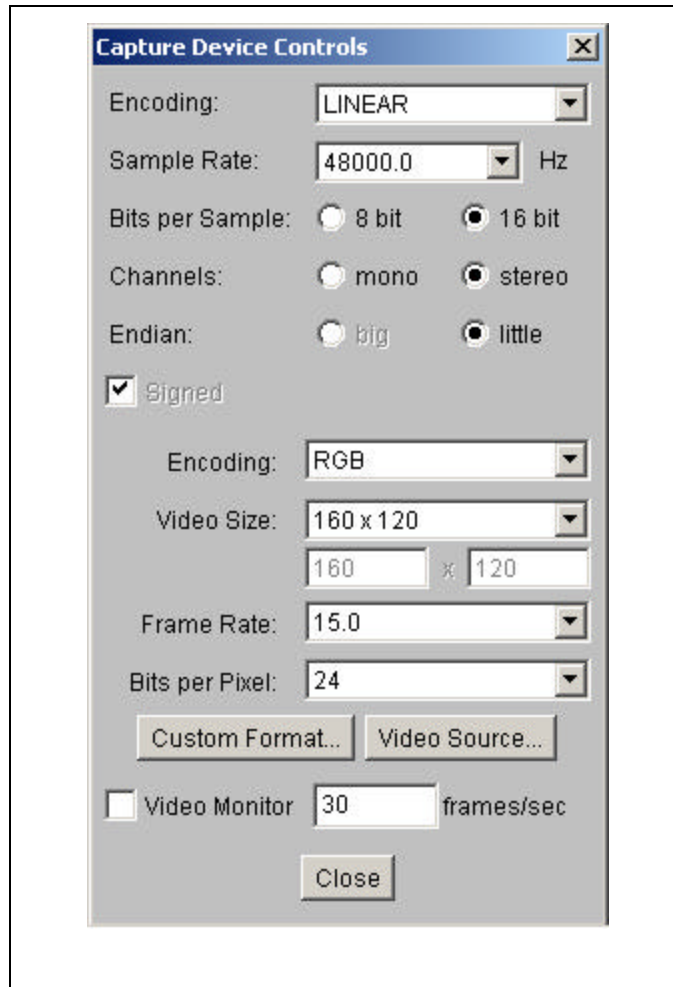 Capture Device Controls
Encoding: LINEAR
Sample Rate: 48000.0 Hz
Bits per Sample: 8 bit 16 bit
Channels: mono stereo
Endian: big little
Signed
Encoding: RGB
Video Size: 160 x 120
160 x 120
Frame Rate: 15.0
Bits per Pixel: 24
Custom Format... Video Source...
Video Monitor 30 frames/sec
Close